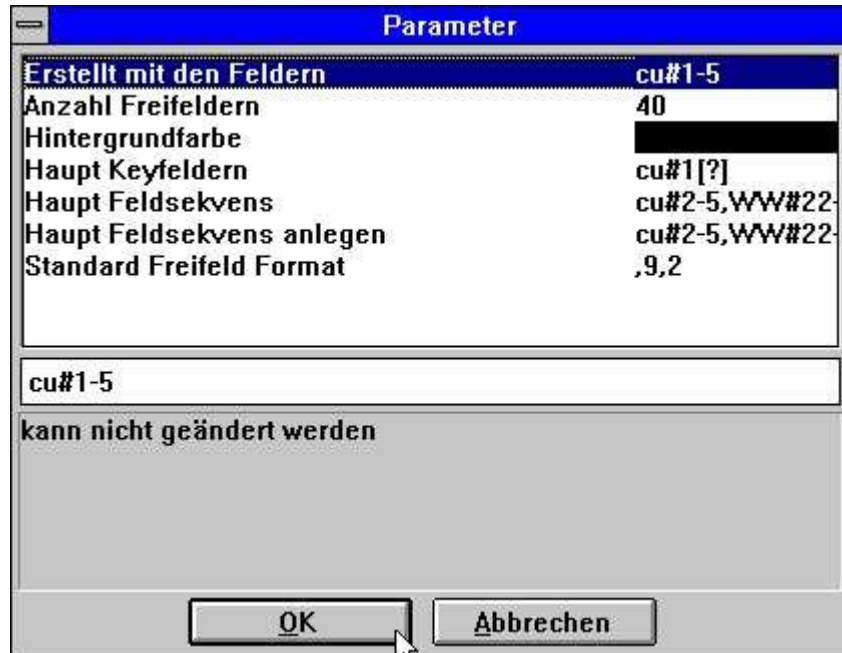 Parameter
Erstellt mit den Feldern cu#1-5
Anzahl Freifeldern 40
Hintergrundfarbe
Haupt Keyfeldern cu#1[?]
Haupt Feldsekvens cu#2-5,WW#22-
Haupt Feldsekvens anlegen cu#2-5,WW#22-
Standard Freifeld Format ,9,2
cu#1-5
kann nicht geändert werden
OK Abbrechen